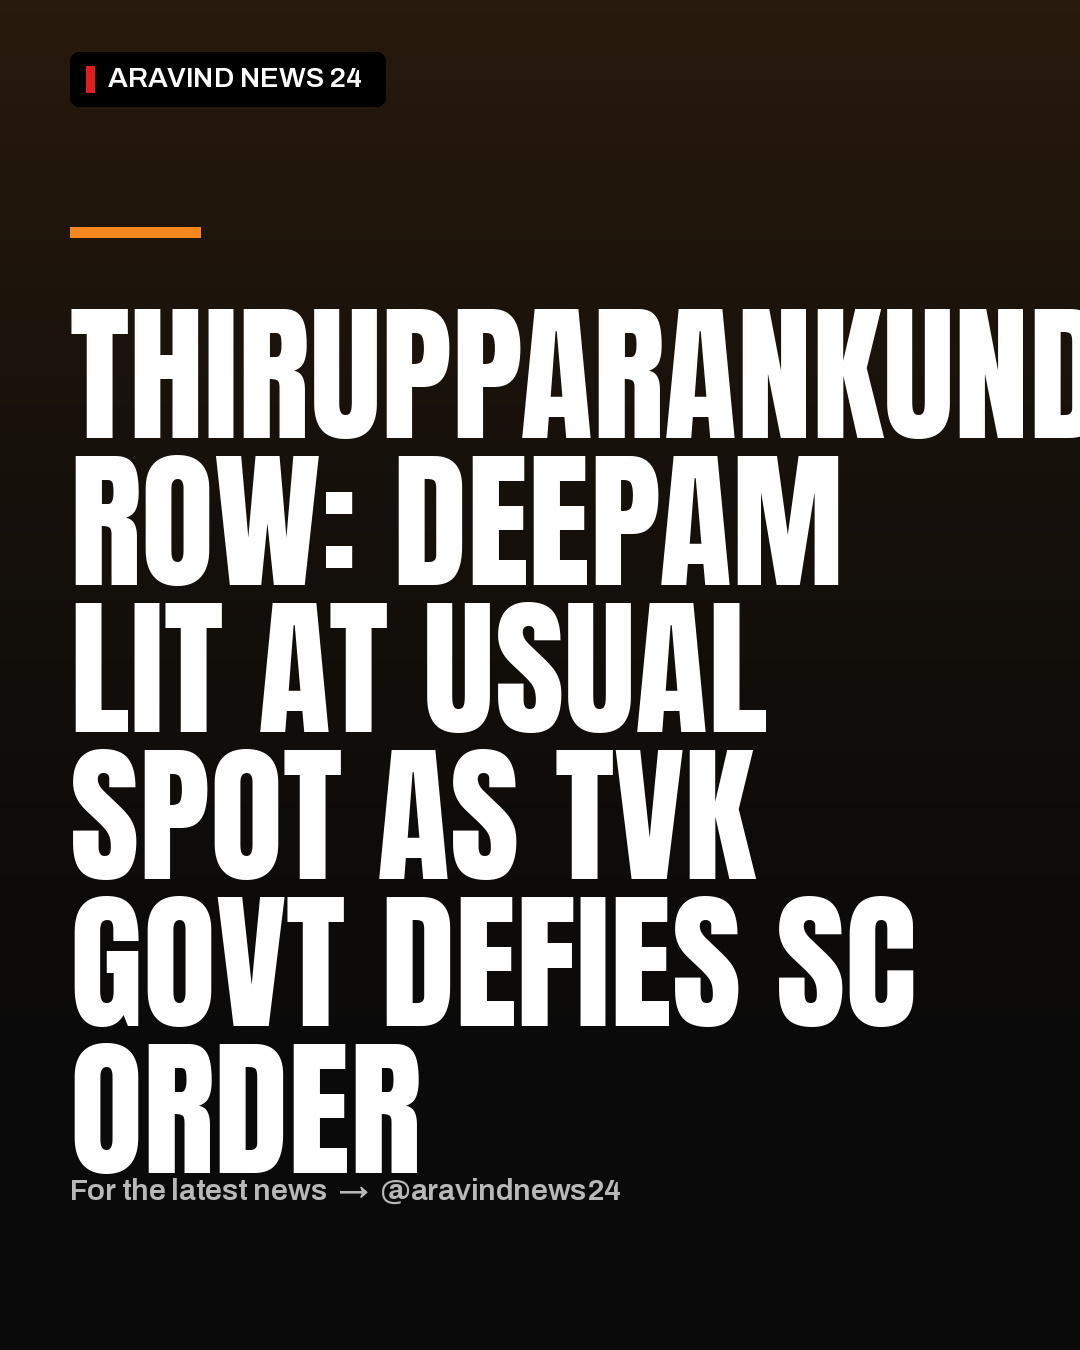 ARAVIND NEWS 24
THIRUPPARANKUND
ROW: DEEPAM
LIT AT USUAL
SPOT AS TVK
GOVT DEFIES SC
ORDER
For the latest news → @aravindnews24